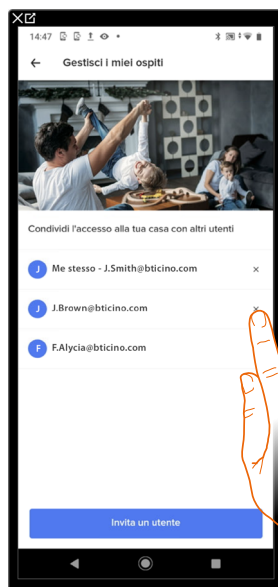 14:47
Gestisci i miei ospiti
Condividi l'accesso alla tua casa con altri utenti
J Me stesso - J.Smith@bticino.com ×
J J.Brown@bticino.com ×
F F.Alycia@bticino.com
Invita un utente